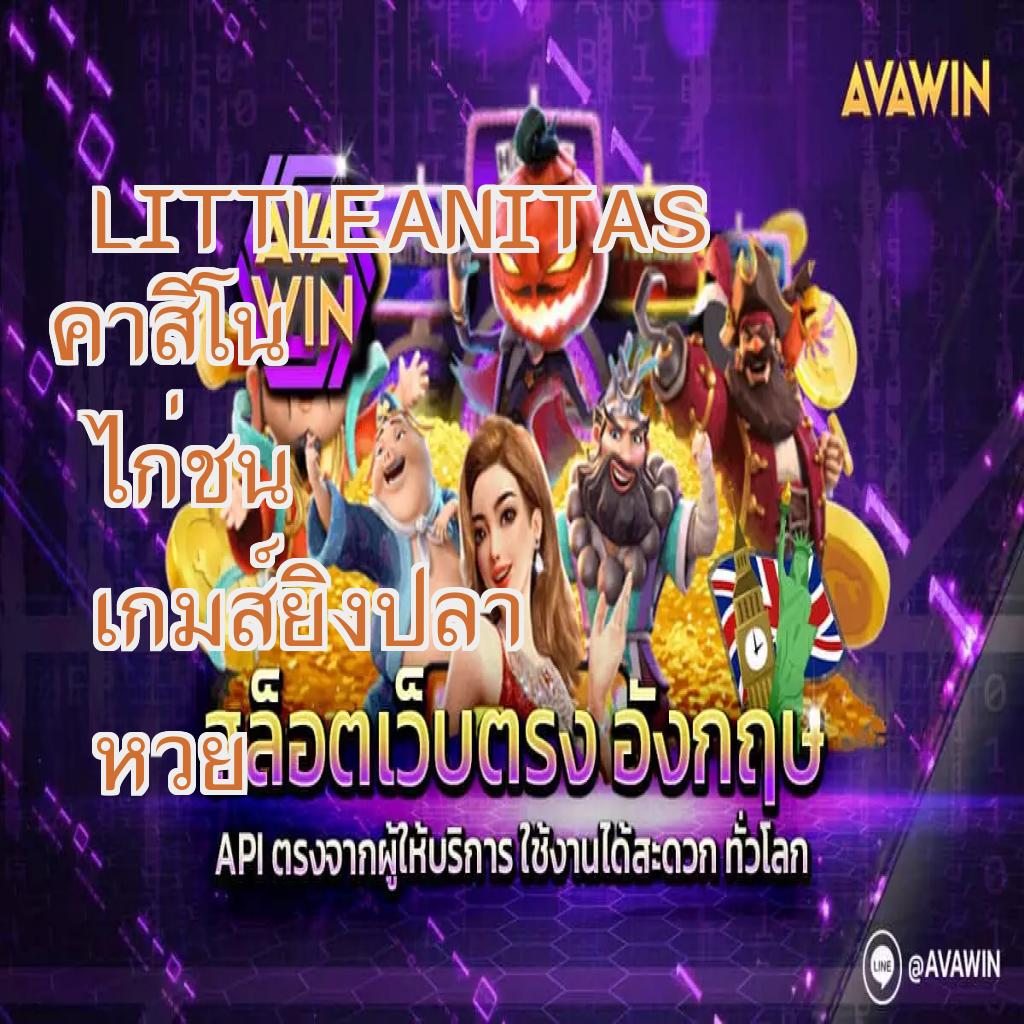 AVAWIN
LITTLEANITAS
AVA
WIN
คาสิโน
ไก่ชน
เกมส์ยิงปลา
หวย
สล็อตเว็บตรง อังกฤษ
API ตรงจากผู้ให้บริการ ใช้งานได้สะดวก ทั่วโลก
LINE @AVAWIN